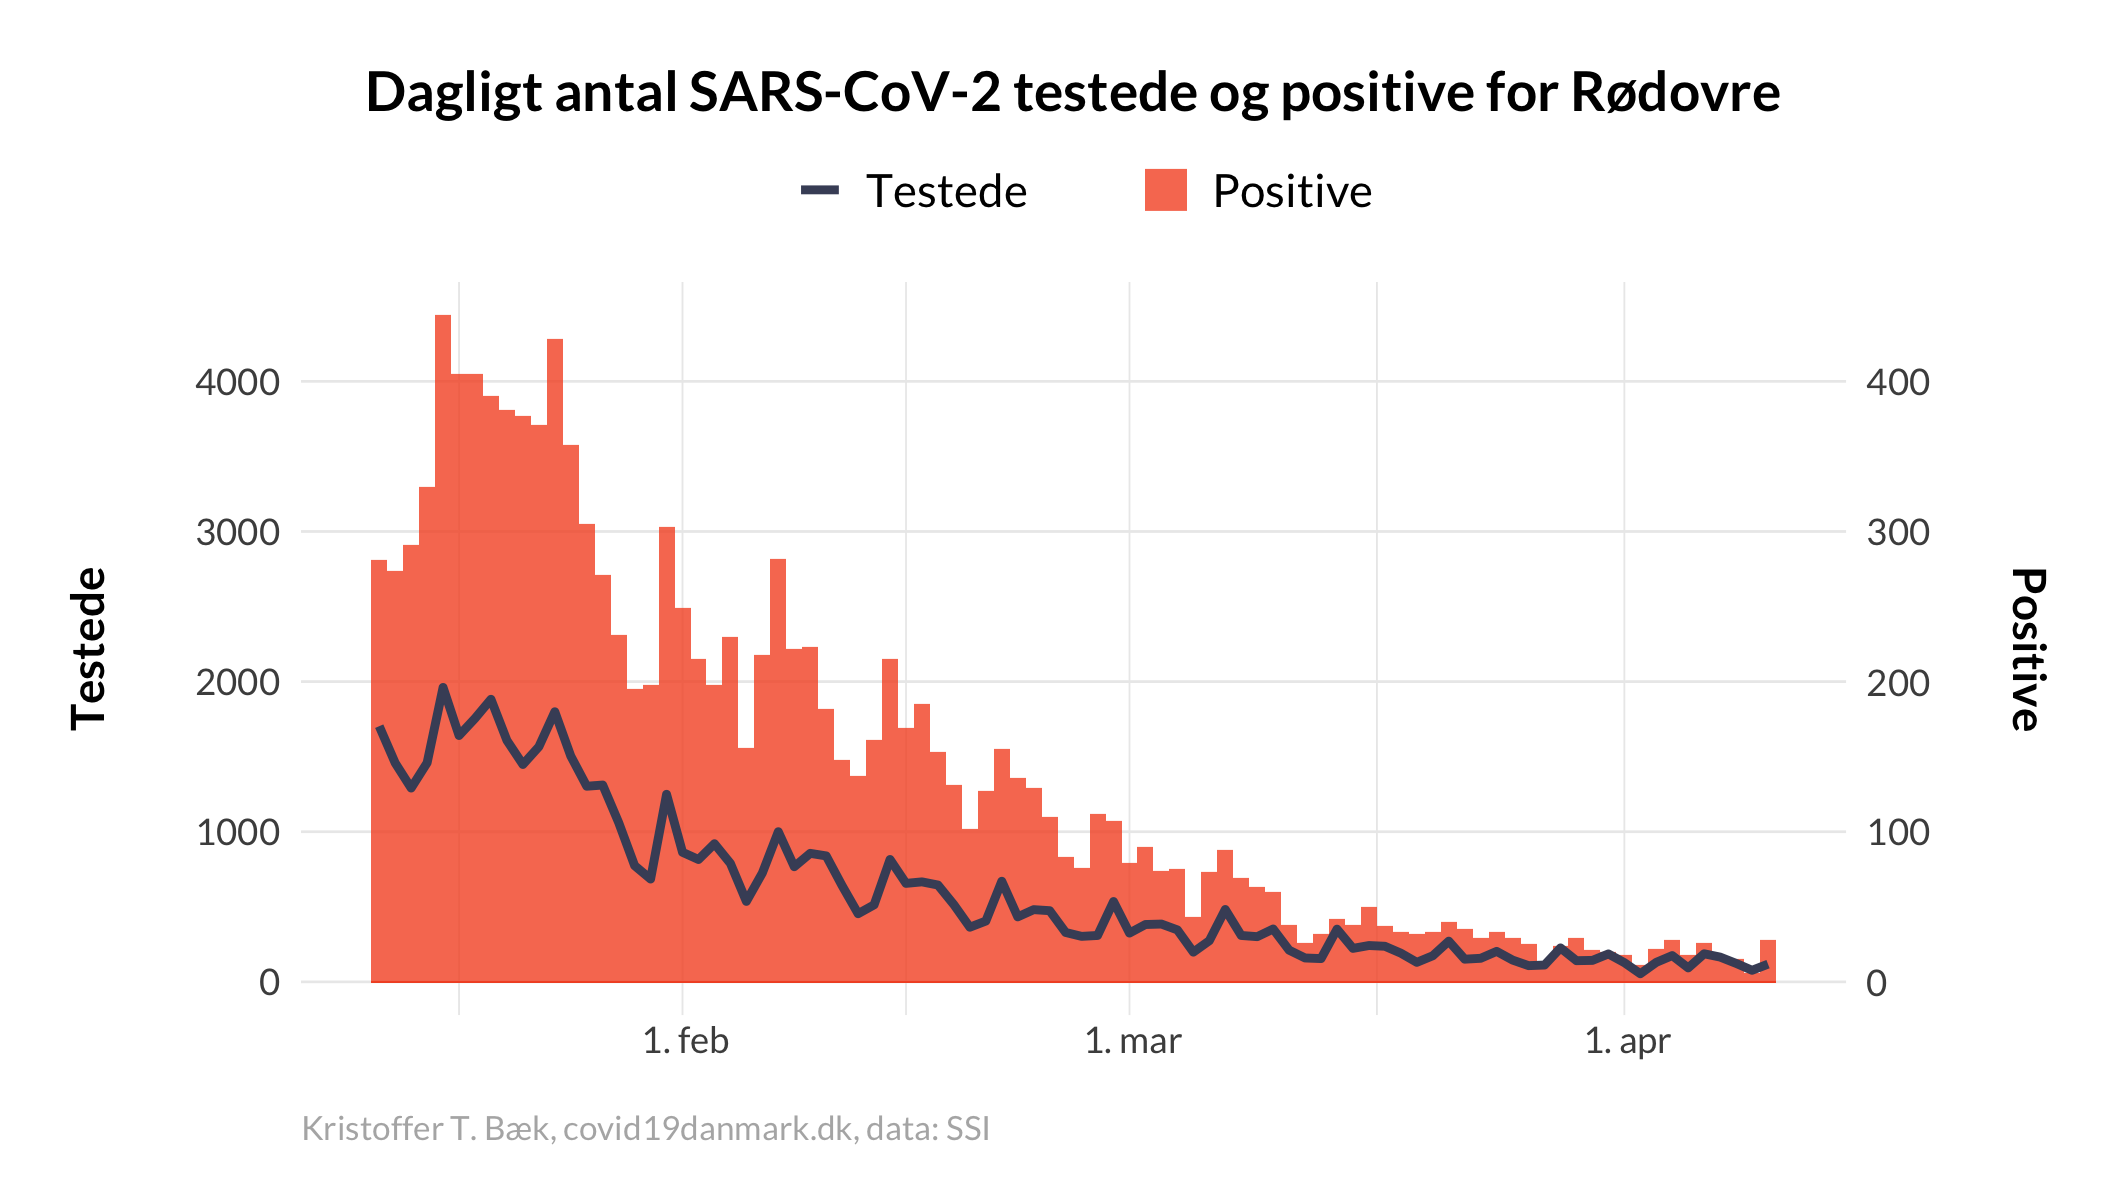 Dagligt antal SARS-CoV-2 testede og positive for Rødovre
Testede Positive
4000 400
3000 300
2000 200
1000 100
0 0
Testede
Positive
1. feb 1. mar 1. apr
Kristoffer T. Bæk, covid19danmark.dk, data: SSI